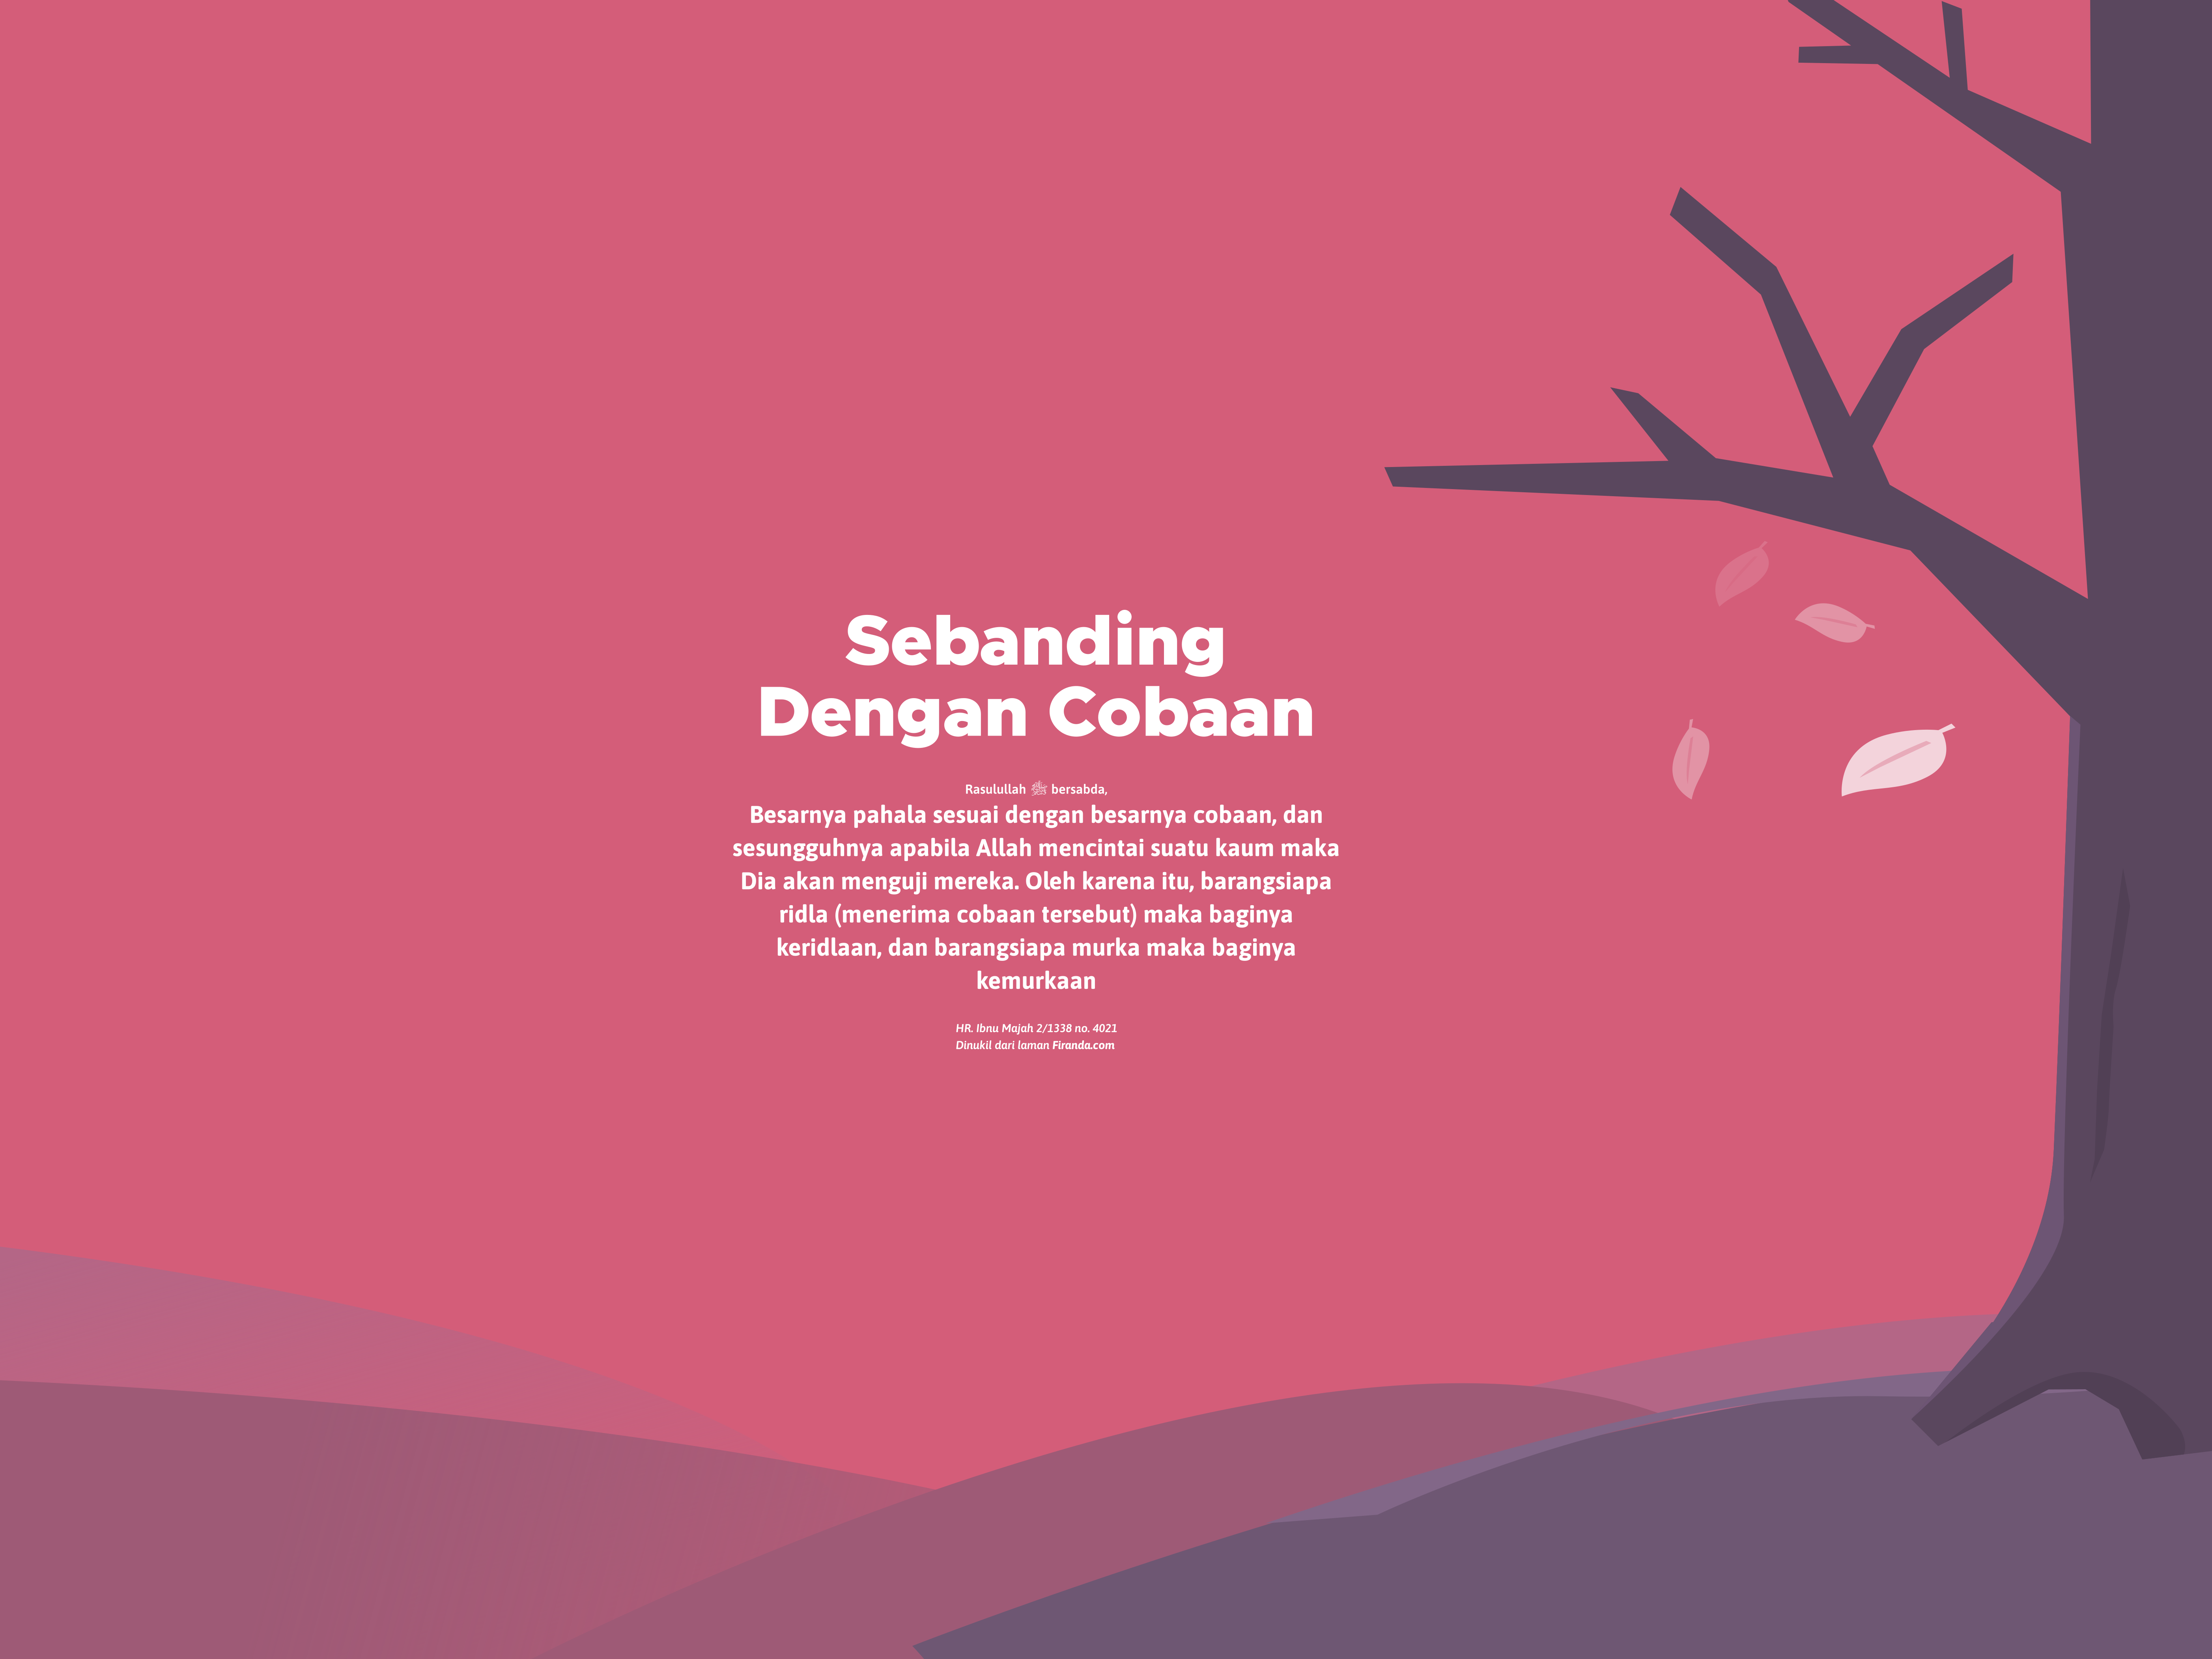 Sebanding
Dengan Cobaan
Rasulullah ﷺ bersabda,
Besarnya pahala sesuai dengan besarnya cobaan, dan
sesungguhnya apabila Allah mencintai suatu kaum maka
Dia akan menguji mereka. Oleh karena itu, barangsiapa
ridla (menerima cobaan tersebut) maka baginya
keridlaan, dan barangsiapa murka maka baginya
kemurkaan
HR. Ibnu Majah 2/1338 no. 4021
Dinukil dari laman Firanda.com